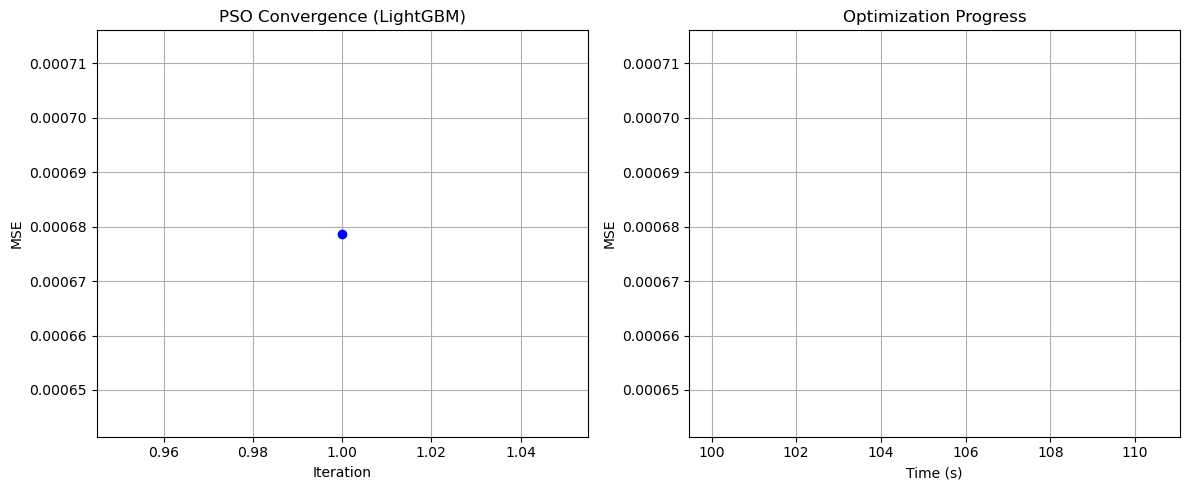 PSO Convergence (LightGBM)
0.00071
0.00070
0.00069
0.00068
0.00067
0.00066
0.00065
MSE
0.96 0.98 1.00 1.02 1.04
Iteration
Optimization Progress
0.00071
0.00070
0.00069
0.00068
0.00067
0.00066
0.00065
MSE
100 102 104 106 108 110
Time (s)